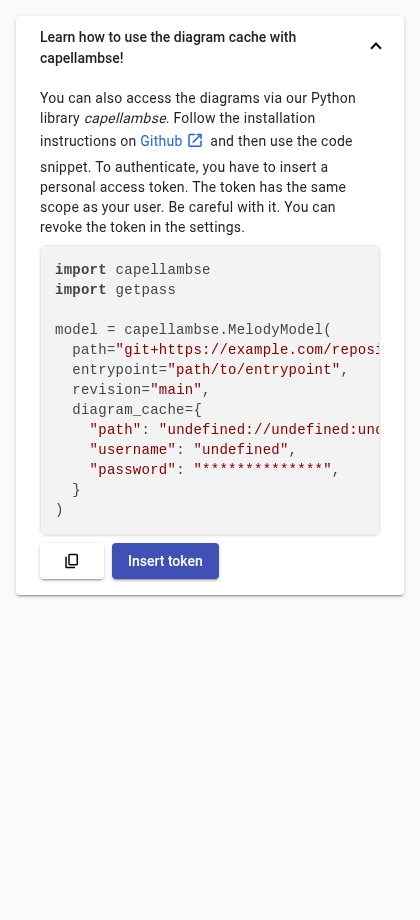 Learn how to use the diagram cache with
capellambse!
You can also access the diagrams via our Python
library capellambse. Follow the installation
instructions on Github and then use the code
snippet. To authenticate, you have to insert a
personal access token. The token has the same
scope as your user. Be careful with it. You can
revoke the token in the settings.
import capellambse
import getpass
model = capellambse.MelodyModel(
path="git+https://example.com/reposi
entrypoint="path/to/entrypoint",
revision="main",
diagram_cache={
"path": "undefined://undefined:und
"username": "undefined",
"password": "**************",
}
)
Insert token